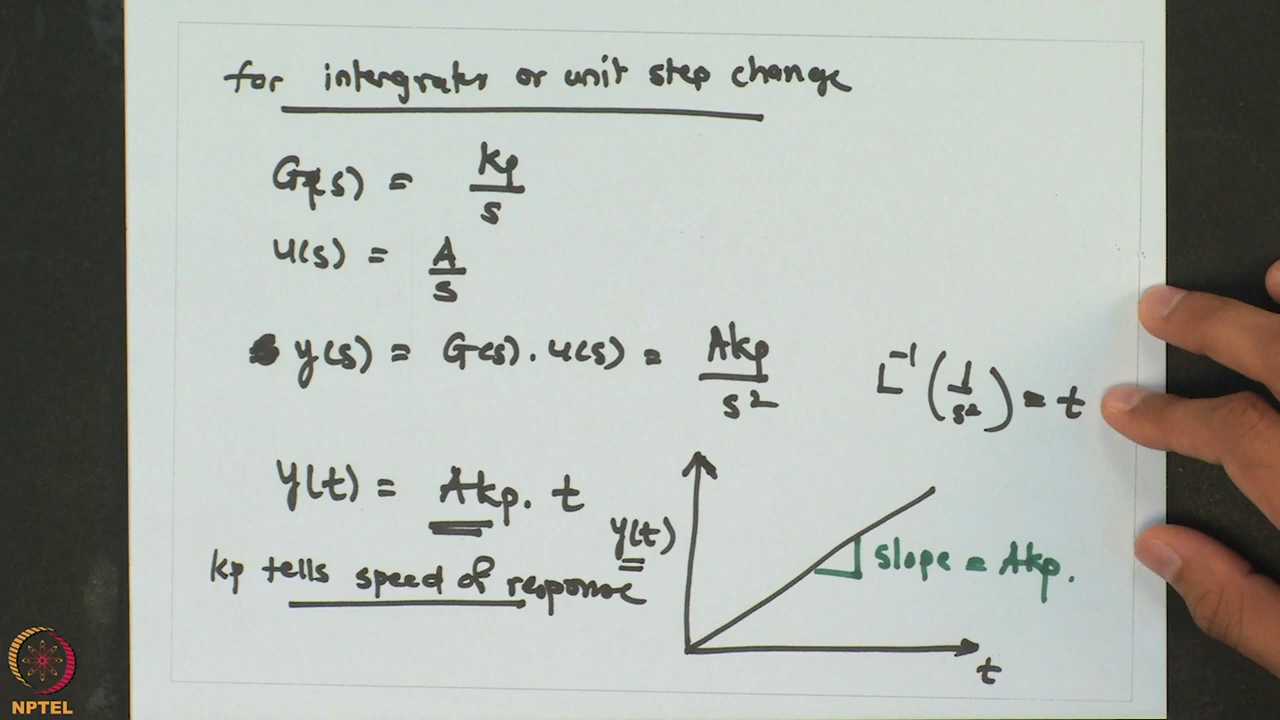 for intergrater or unit step change
G(s) = kp/s
u(s) = A/s
y(s) = G(s).u(s) = Akp/s²
L⁻¹(1/s²) = t
y(t) = Akp. t
kp tells speed of response
y(t)
slope = Akp.
t
NPTEL